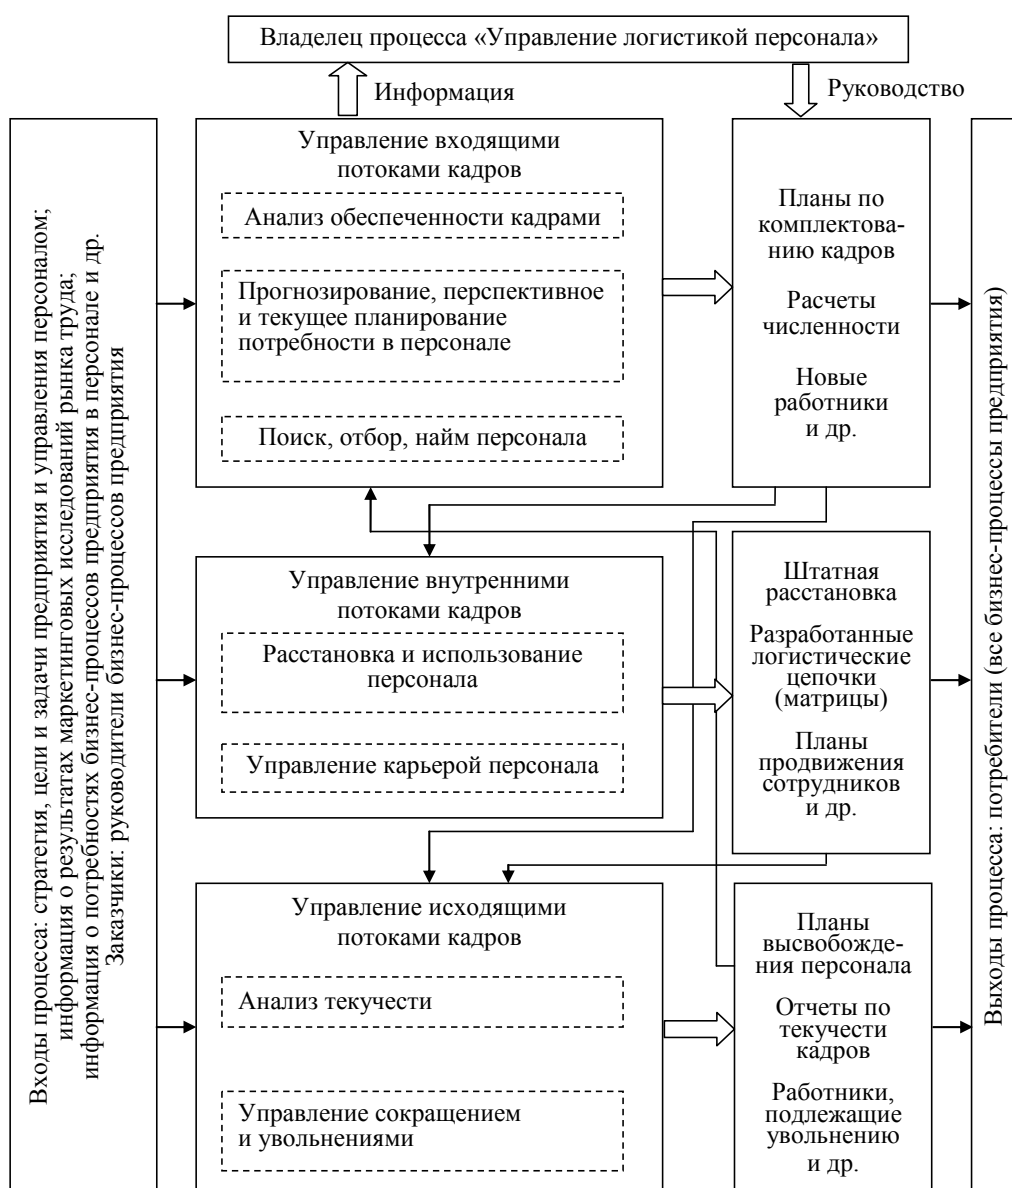 Владелец процесса «Управление логистикой персонала»
Информация
Руководство
Входы процесса: стратегия, цели и задачи предприятия и управления персоналом;
информация о результатах маркетинговых исследований рынка труда;
информация о потребностях бизнес-процессов предприятия в персонале и др.
Заказчики: руководители бизнес-процессов предприятия
Управление входящими
потоками кадров
Анализ обеспеченности кадрами
Прогнозирование, перспективное
и текущее планирование
потребности в персонале
Поиск, отбор, найм персонала
Планы по
комплектова-
нию кадров
Расчеты
численности
Новые
работники
и др.
Управление внутренними
потоками кадров
Расстановка и использование
персонала
Управление карьерой персонала
Штатная
расстановка
Разработанные
логистические
цепочки
(матрицы)
Планы
продвижения
сотрудников
и др.
Управление исходящими
потоками кадров
Анализ текучести
Управление сокращением
и увольнениями
Планы
высвобожде-
ния персонала
Отчеты по
текучести
кадров
Работники,
подлежащие
увольнению
и др.
Выходы процесса: потребители (все бизнес-процессы предприятия)